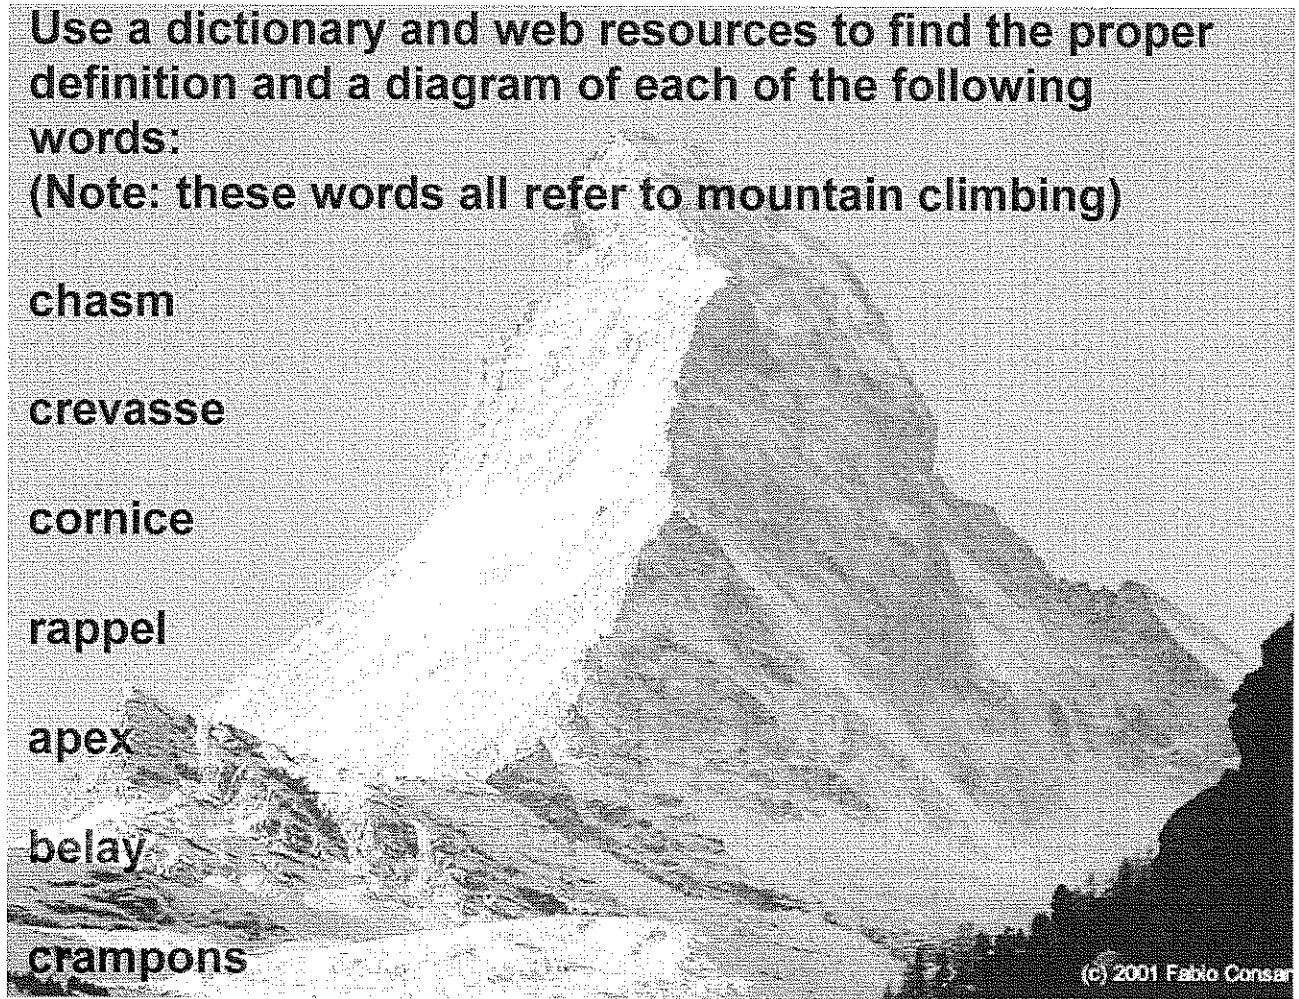 Use a dictionary and web resources to find the proper
definition and a diagram of each of the following
words:
(Note: these words all refer to mountain climbing)
chasm
crevasse
cornice
rappel
apex
belay
crampons
(c) 2001 Fabio Consar